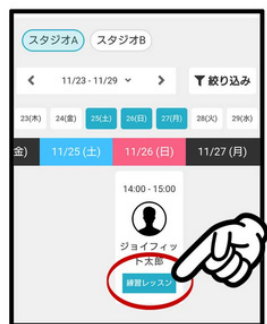 スタジオA スタジオB
11/23 - 11/29 絞り込み
23(木) 24(金) 25(土) 26(日) 27(月) 28(火) 29(水)
金) 11/25 (土) 11/26 (日) 11/27 (月)
14:00 - 15:00
ジョイフィッ
ト太郎
練習レッスン